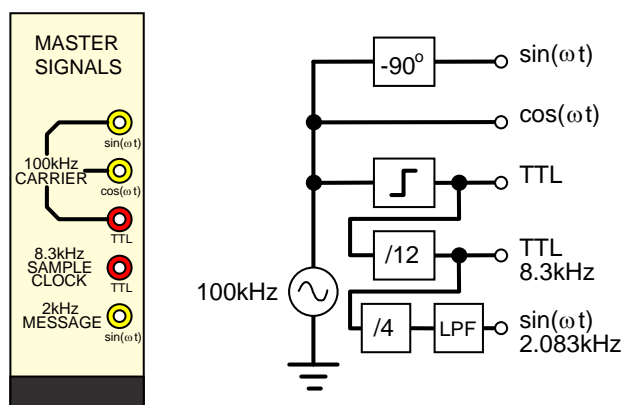 MASTER
SIGNALS
sin(ωt)
100kHz
CARRIER
cos(ωt)
TTL
8.3kHz
SAMPLE
CLOCK
TTL
2kHz
MESSAGE
sin(ωt)
-90°
sin(ωt)
cos(ωt)
TTL
/12
TTL
8.3kHz
100kHz
/4
LPF
sin(ωt)
2.083kHz